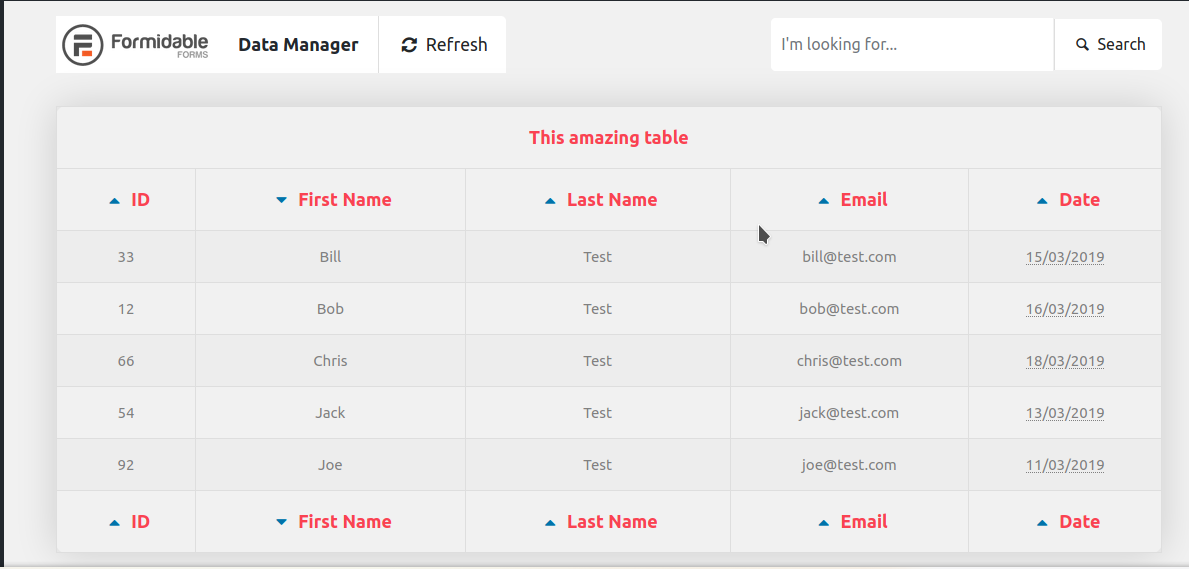 Formidable FORMS Data Manager Refresh I'm looking for... Search
This amazing table
ID First Name Last Name Email Date
33 Bill Test bill@test.com 15/03/2019
12 Bob Test bob@test.com 16/03/2019
66 Chris Test chris@test.com 18/03/2019
54 Jack Test jack@test.com 13/03/2019
92 Joe Test joe@test.com 11/03/2019
ID First Name Last Name Email Date